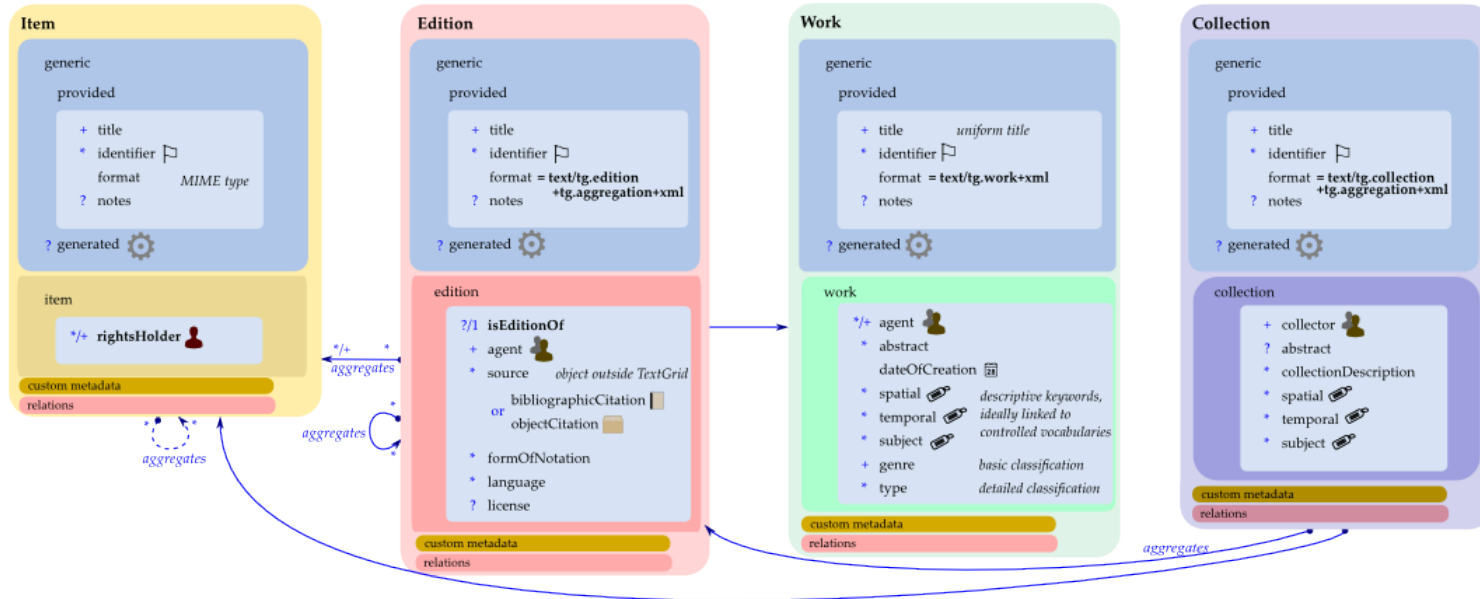 Item
generic
provided
+ title
* identifier
format MIME type
? notes
? generated
item
*/+ rightsHolder
custom metadata
relations
* *
aggregates
*/+ *
aggregates
*
aggregates
*
Edition
generic
provided
+ title
* identifier
format = text/tg.edition
+tg.aggregation+xml
? notes
? generated
edition
?/1 isEditionOf
+ agent
* source object outside TextGrid
bibliographicCitation
or
objectCitation
* formOfNotation
* language
? license
custom metadata
relations
Work
generic
provided
+ title uniform title
* identifier
format = text/tg.work+xml
? notes
? generated
work
*/+ agent
* abstract
dateOfCreation 28
* spatial descriptive keywords,
* temporal ideally linked to
* subject controlled vocabularies
+ genre basic classification
* type detailed classification
custom metadata
relations
Collection
generic
provided
+ title
* identifier
format = text/tg.collection
+tg.aggregation+xml
? notes
? generated
collection
+ collector
? abstract
* collectionDescription
* spatial
* temporal
* subject
custom metadata
relations
aggregates